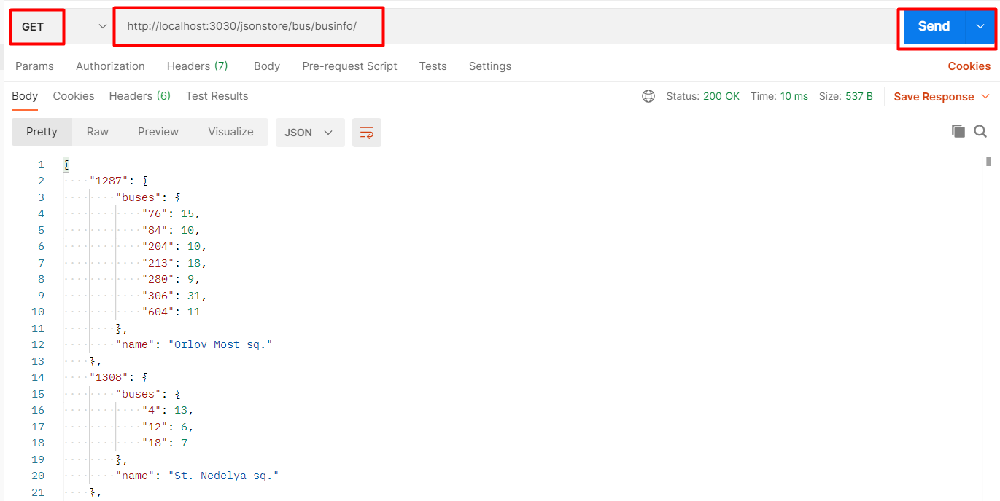 GET http://localhost:3030/jsonstore/bus/businfo/ Send
Params Authorization Headers (7) Body Pre-request Script Tests Settings Cookies
Body Cookies Headers (6) Test Results Status: 200 OK Time: 10 ms Size: 537 B Save Response
Pretty Raw Preview Visualize JSON
1 {
2 "1287": {
3 "buses": {
4 "76": 15,
5 "84": 10,
6 "204": 10,
7 "213": 18,
8 "280": 9,
9 "306": 31,
10 "604": 11
11 },
12 "name": "Orlov Most sq."
13 },
14 "1308": {
15 "buses": {
16 "4": 13,
17 "12": 6,
18 "18": 7
19 },
20 "name": "St. Nedelya sq."
21 },